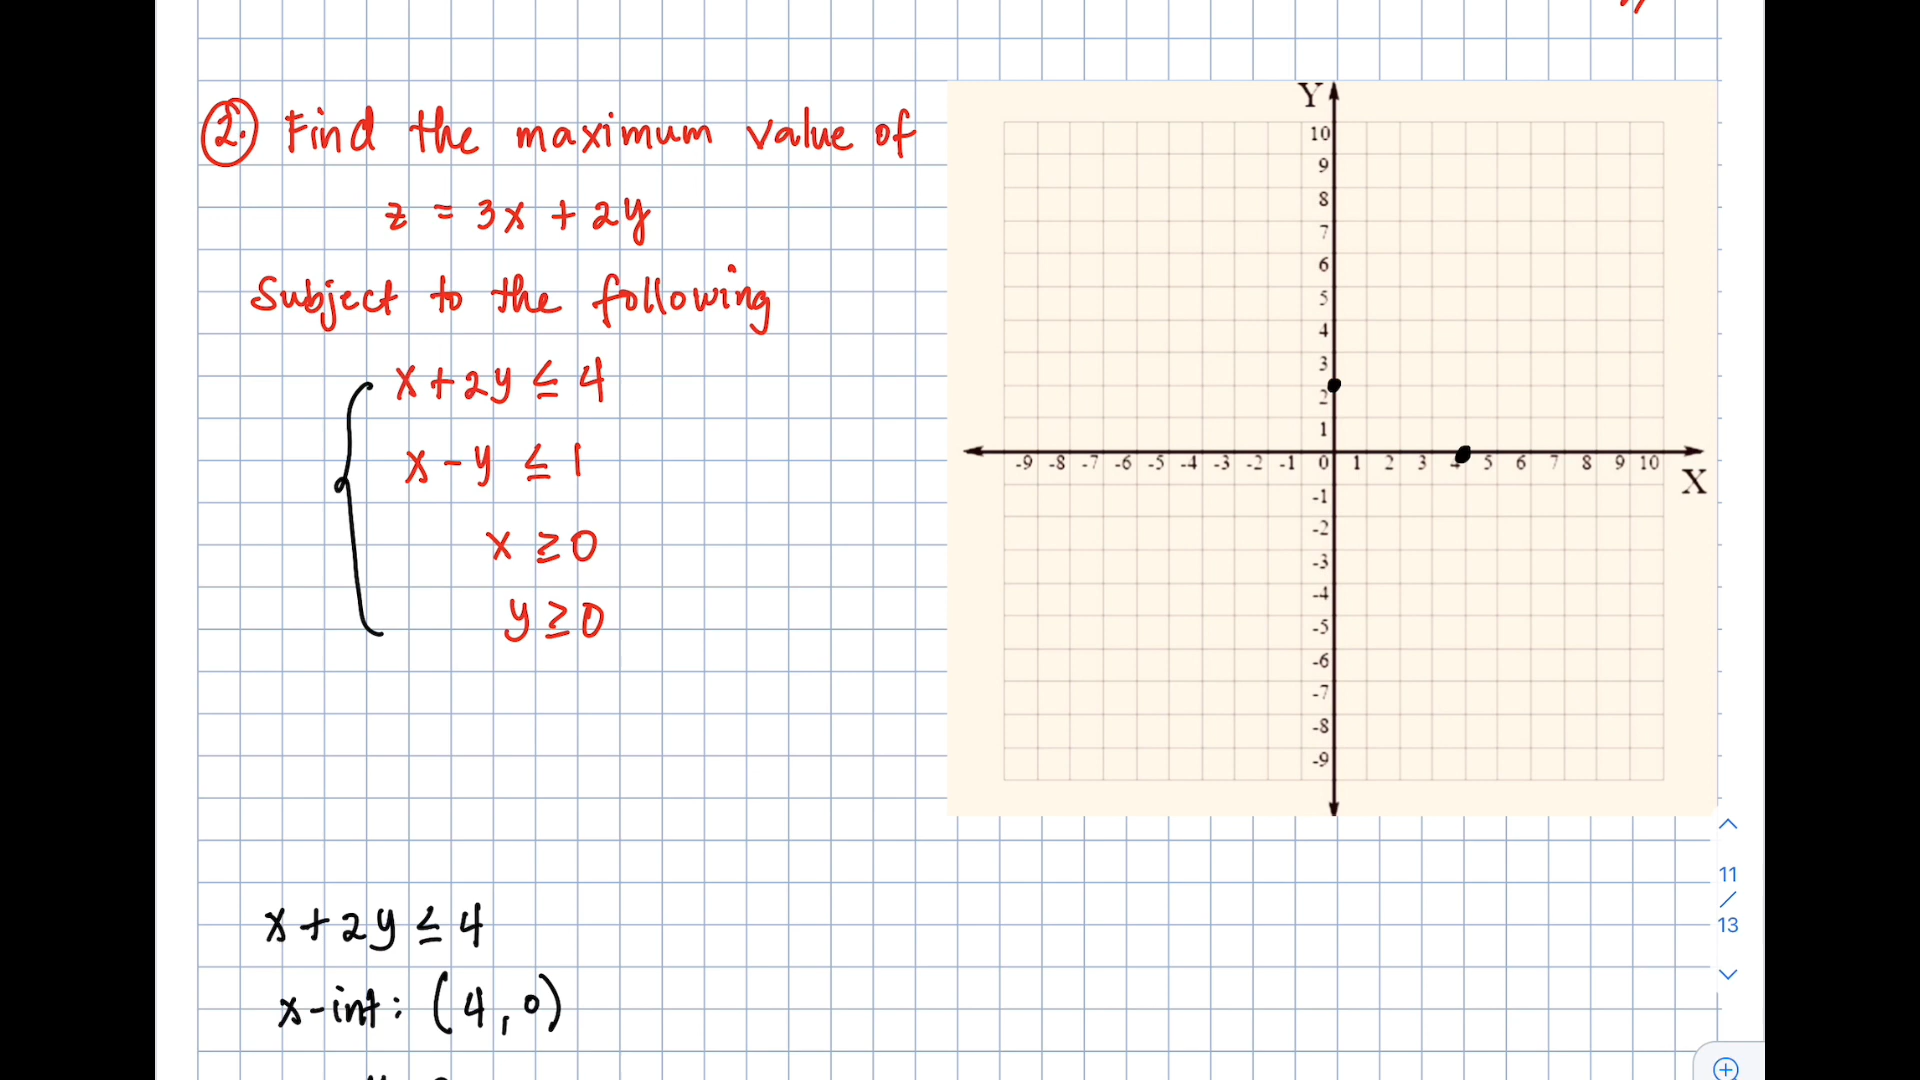 2. Find the maximum value of
z = 3x + 2y
Subject to the following
x + 2y ≤ 4
x - y ≤ 1
x ≥ 0
y ≥ 0
x + 2y ≤ 4
x-int: (4, 0)
Y
10
9
8
7
6
5
4
3
2
1
-9 -8 -7 -6 -5 -4 -3 -2 -1 0 1 2 3 4 5 6 7 8 9 10
X
-1
-2
-3
-4
-5
-6
-7
-8
-9
11
/
13